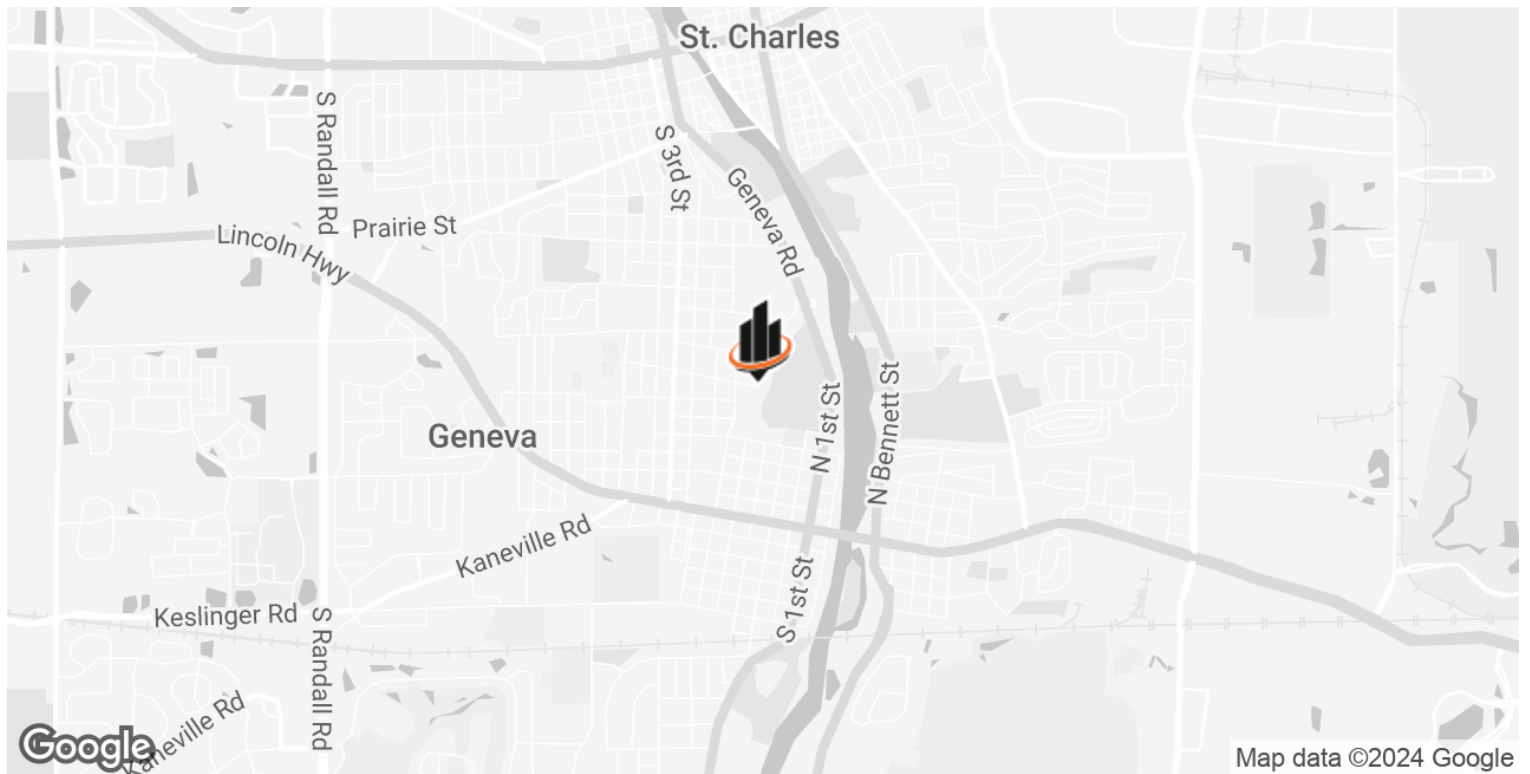 St. Charles
S Randall Rd
S 3rd St
Geneva Rd
Prairie St
Lincoln Hwy
N 1st St
N Bennett St
Geneva
Kaneville Rd
S 1st St
Keslinger Rd
S Randall Rd
Kaneville Rd
Google
Map data ©2024 Google